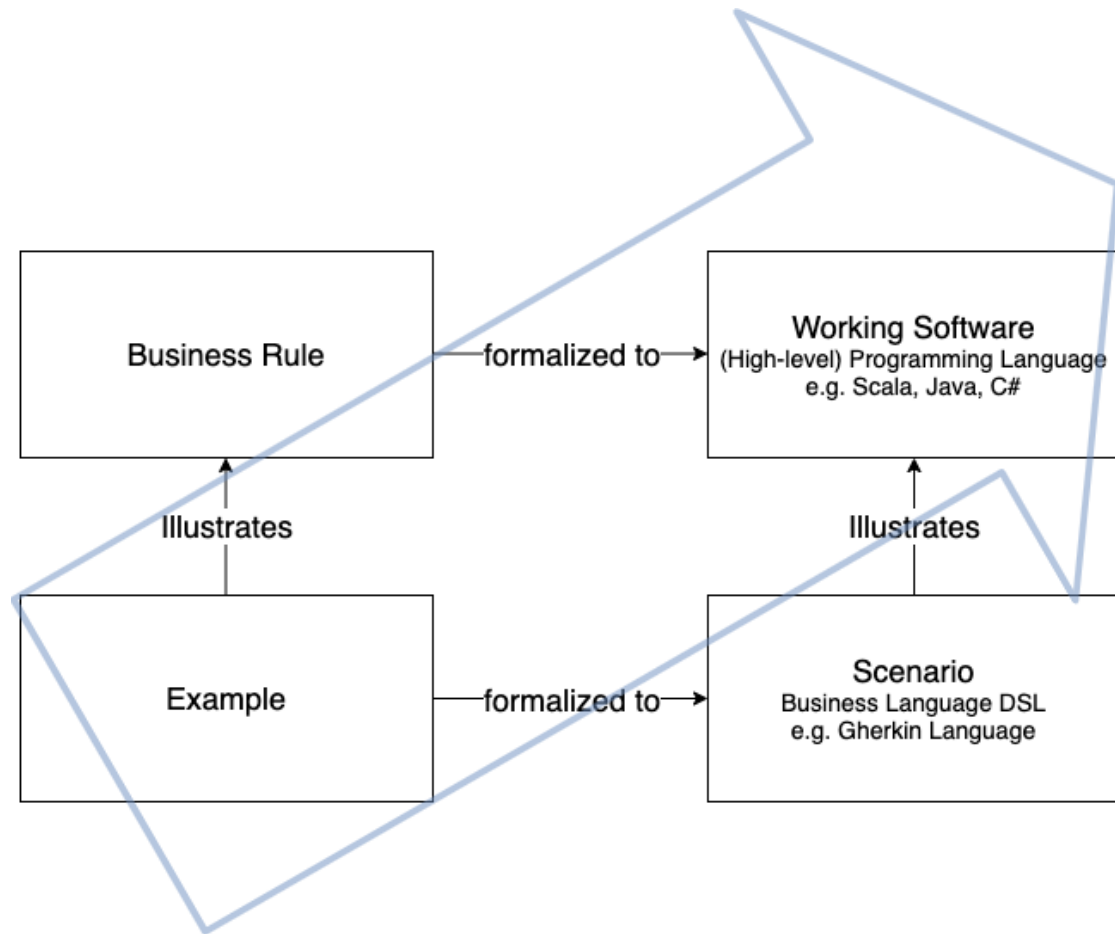 Business Rule
formalized to
Working Software
(High-level) Programming Language
e.g. Scala, Java, C#
Illustrates
Illustrates
Example
formalized to
Scenario
Business Language DSL
e.g. Gherkin Language